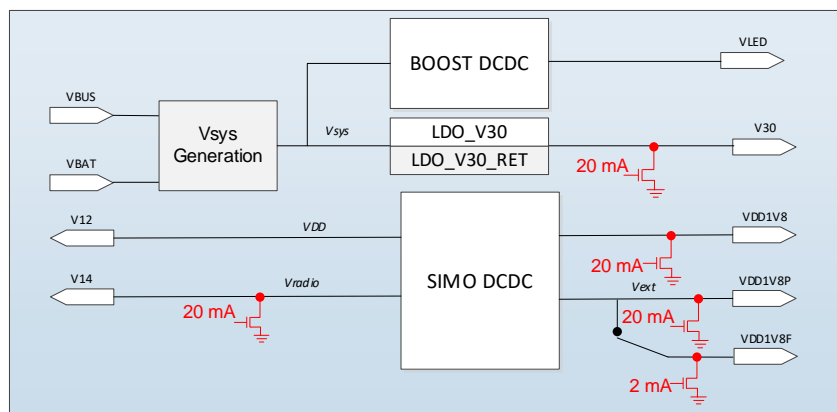 VLED
BOOST DCDC
VBUS
Vsys
Generation
Vsys
LDO_V30
V30
VBAT
LDO_V30_RET
20 mA
V12
VDD
VDD1V8
SIMO DCDC
20 mA
V14
Vradio
Vext
VDD1V8P
20 mA
20 mA
VDD1V8F
2 mA